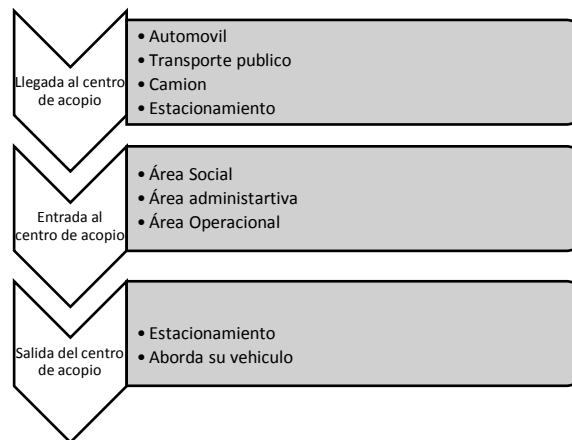 Llegada al centro
de acopio
• Automovil
• Transporte publico
• Camion
• Estacionamiento
Entrada al
centro de acopio
• Área Social
• Área administartiva
• Área Operacional
Salida del centro
de acopio
• Estacionamiento
• Aborda su vehiculo